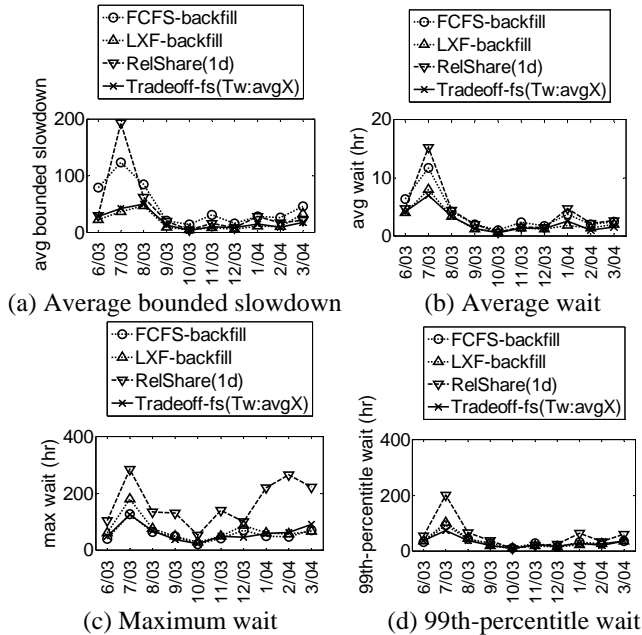 FCFS-backfill
LXF-backfill
RelShare(1d)
Tradeoff-fs(Tw:avgX)
avg bounded slowdown
200
100
0
6/03 7/03 8/03 9/03 10/03 11/03 12/03 1/04 2/04 3/04
(a) Average bounded slowdown
FCFS-backfill
LXF-backfill
RelShare(1d)
Tradeoff-fs(Tw:avgX)
avg wait (hr)
20
10
0
6/03 7/03 8/03 9/03 10/03 11/03 12/03 1/04 2/04 3/04
(b) Average wait
FCFS-backfill
LXF-backfill
RelShare(1d)
Tradeoff-fs(Tw:avgX)
max wait (hr)
400
200
0
6/03 7/03 8/03 9/03 10/03 11/03 12/03 1/04 2/04 3/04
(c) Maximum wait
FCFS-backfill
LXF-backfill
RelShare(1d)
Tradeoff-fs(Tw:avgX)
99th-percentitle wait (hr)
400
200
0
6/03 7/03 8/03 9/03 10/03 11/03 12/03 1/04 2/04 3/04
(d) 99th-percentitle wait